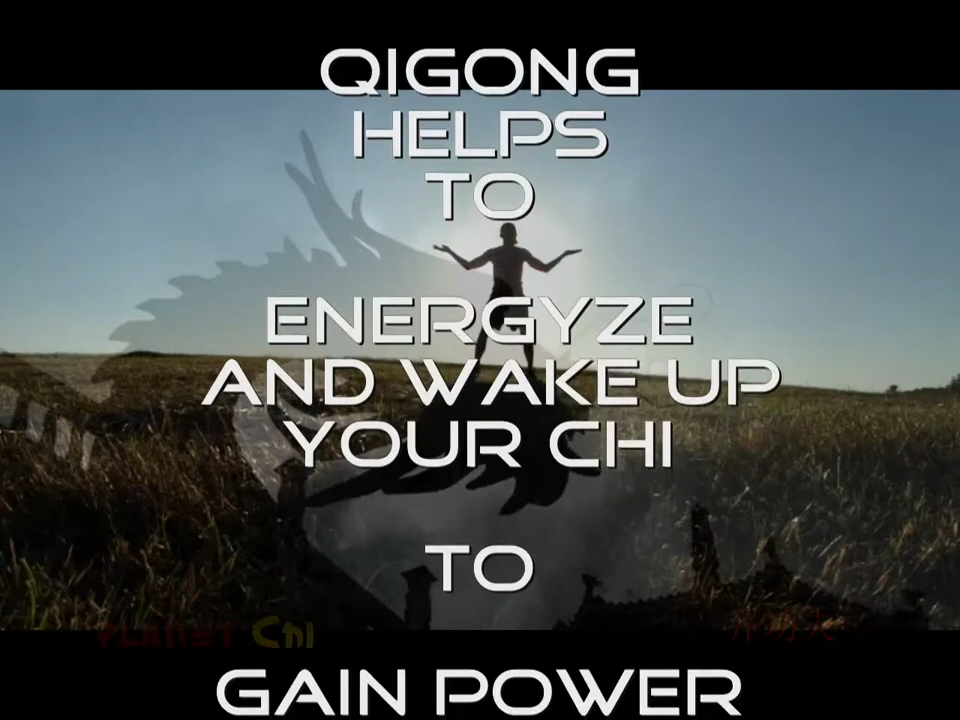 QIGONG
HELPS
TO
ENERGYZE
AND WAKE UP
YOUR CHI
TO
PLANET CHI
GAIN POWER